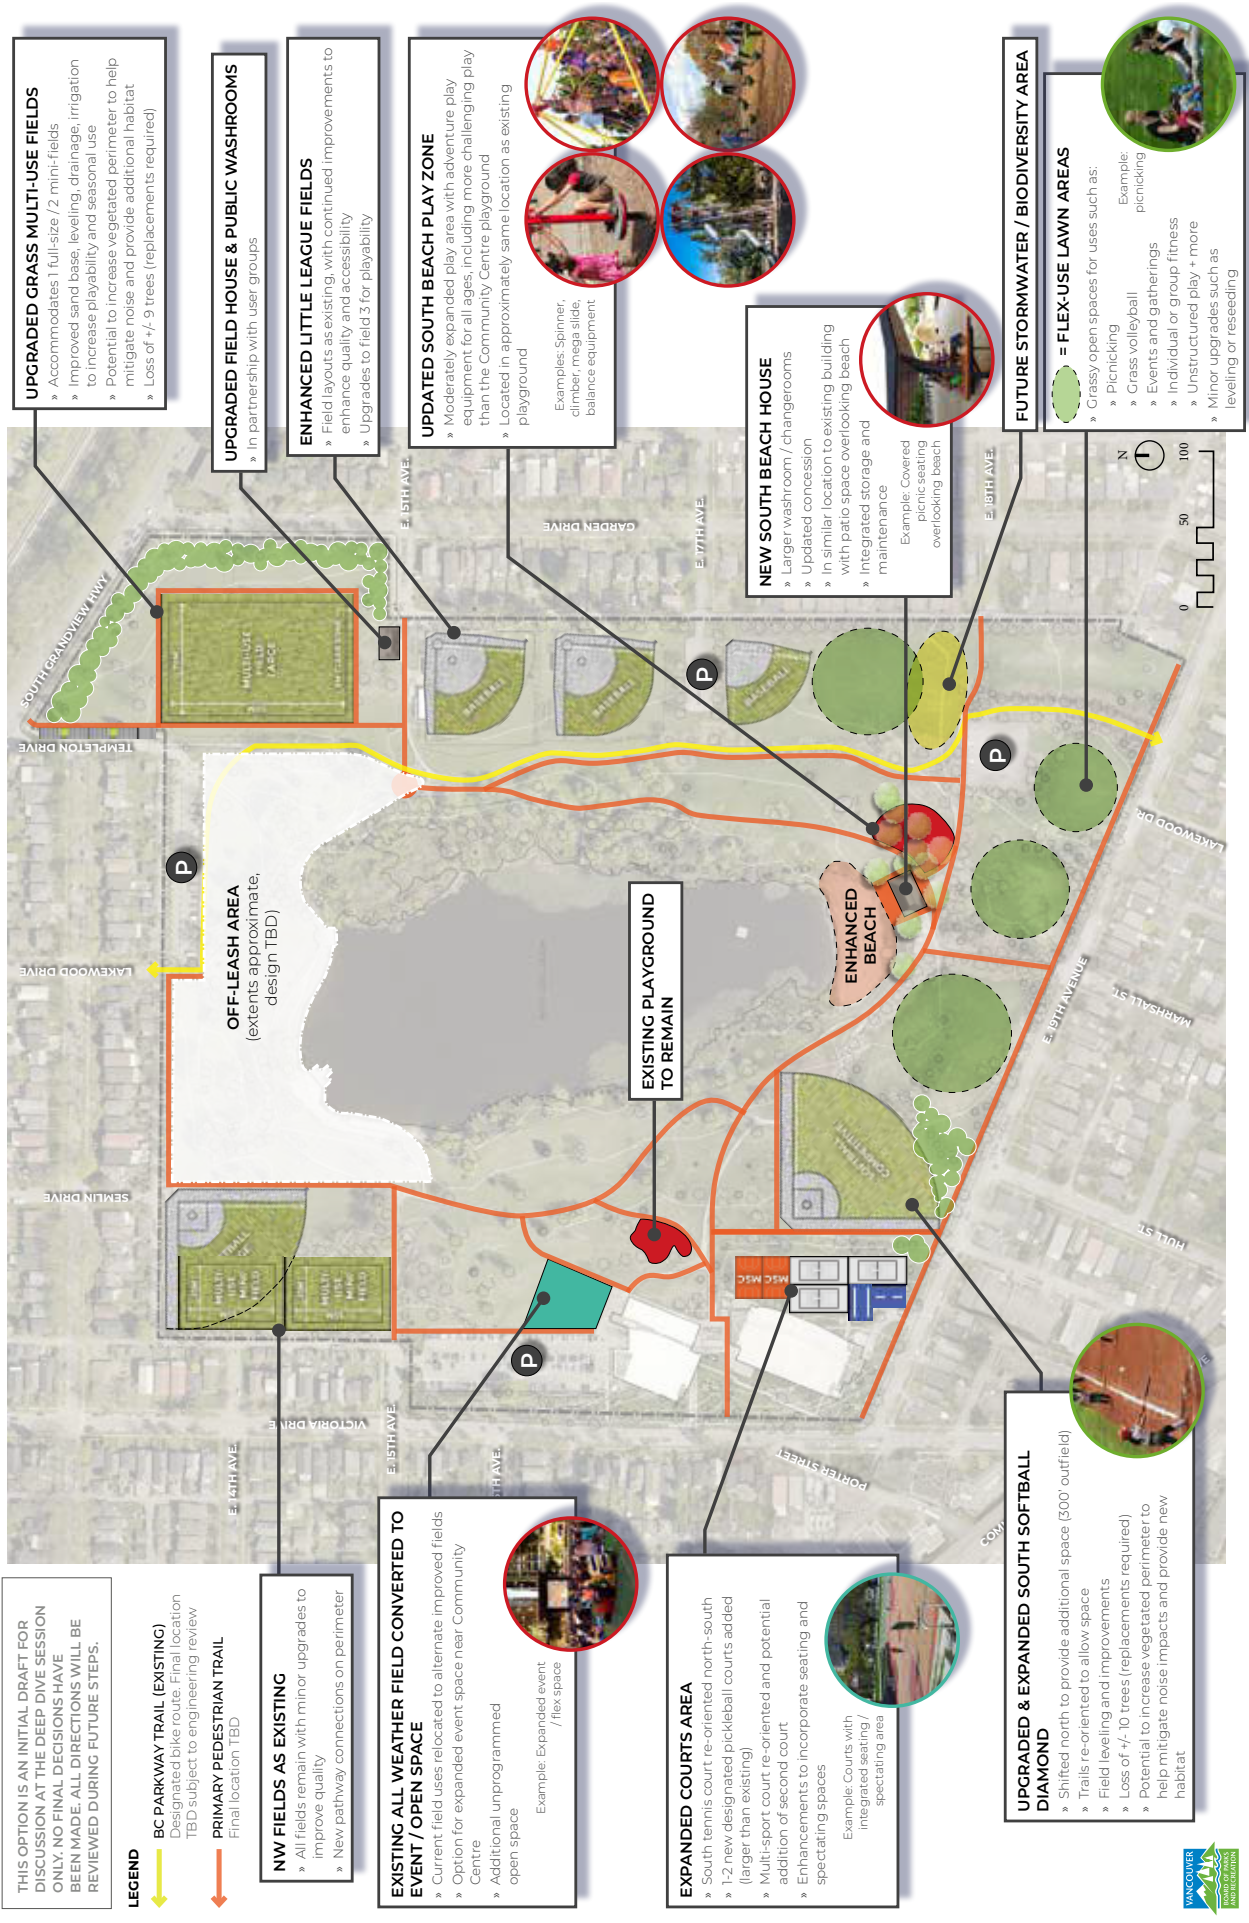 THIS OPTION IS AN INITIAL DRAFT FOR
DISCUSSION AT THE DEEP DIVE SESSION
ONLY. NO FINAL DECISIONS HAVE
BEEN MADE. ALL DIRECTIONS WILL BE
REVIEWED DURING FUTURE STEPS.
LEGEND
BC PARKWAY TRAIL (EXISTING)
Designated bike route. Final location
TBD subject to engineering review
PRIMARY PEDESTRIAN TRAIL
Final location TBD
NW FIELDS AS EXISTING
» All fields remain with minor upgrades to
improve quality
» New pathway connections on perimeter
EXISTING ALL WEATHER FIELD CONVERTED TO
EVENT / OPEN SPACE
» Current field uses relocated to alternate improved fields
» Option for expanded event space near Community
Centre
» Additional unprogrammed
open space
Example: Expanded event
/ flex space
EXPANDED COURTS AREA
» South tenis court re-oriented north-south
» 1-2 new designated pickleball courts added
(larger than existing)
» Multi-sport court re-oriented and potential
addition of second court
» Enhancements to incorporate seating and
spectating spaces
Example: Courts with
integrated seating /
spectating area
UPGRADED & EXPANDED SOUTH SOFTBALL
DIAMOND
» Shifted north to provide additional space (300' outfield)
» Trails re-oriented to allow space
» Field leveling and improvements
» Loss of +/- 10 trees (replacements required)
» Potential to increase vegetated perimeter to
help mitigate noise impacts and provide new
habitat
UPGRADED GRASS MULTI-USE FIELDS
» Accommodates 1 full-size / 2 mini-fields
» Improved sand base, leveling, drainage, irrigation
to increase playability and seasonal use
» Potential to increase vegetated perimeter to help
mitigate noise and provide additional habitat
» Loss of +/- 9 trees (replacements required)
UPGRADED FIELD HOUSE & PUBLIC WASHROOMS
» In partnership with user groups
ENHANCED LITTLE LEAGUE FIELDS
» Field layouts as existing, with continued improvements to
enhance quality and accessibility
» Upgrades to field 3 for playability
UPDATED SOUTH BEACH PLAY ZONE
» Moderately expanded play area with adventure play
equipment for all ages, including more challenging play
than the Community Centre playground
» Located in approximately same location as existing
playground
Examples: Spinner,
climber, mega slide,
balance equipment
NEW SOUTH BEACH HOUSE
» Larger washroom / changerooms
» Updated concession
» In similar location to existing building
with patio space overlooking beach
» Integrated storage and
maintenance
Example: Covered
picnic seating
overlooking beach
FUTURE STORMWATER / BIODIVERSITY AREA
= FLEX-USE LAWN AREAS
» Grassy open spaces for uses such as:
» Picnicking
» Grass volleyball
» Events and gatherings
» Individual or group fitness
» Unstructured play + more
» Minor upgrades such as
leveling or reseeding
Example:
picnicking
OFF-LEASH AREA
(extents approximate,
design TBD)
EXISTING PLAYGROUND
TO REMAIN
ENHANCED
BEACH
P
P
P
P
SOUTH GRANDVIEW HWY
TEMPLETON DRIVE
LAKEWOOD DRIVE
SEMLIN DRIVE
VICTORIA DRIVE
E. 14TH AVE.
E. 15TH AVE.
E. 15TH AVE.
TH AVE.
GARDEN DRIVE
E. 17TH AVE.
E. 18TH AVE.
PORTER STREET
COM
HULL ST.
MARHSALL ST.
E. 19TH AVENUE
LAKEWOOD DR.
MULTI-USE
FIELD
LARGE
BASEBALL
BASEBALL
BASEBALL
SOFTBALL
COMPETITIVE
MULTI
USE
MINI
FIELD
MULTI
USE
MINI
FIELD
MSC
MSC
N
0
50
100
VANCOUVER
BOARD OF PARKS
AND RECREATION